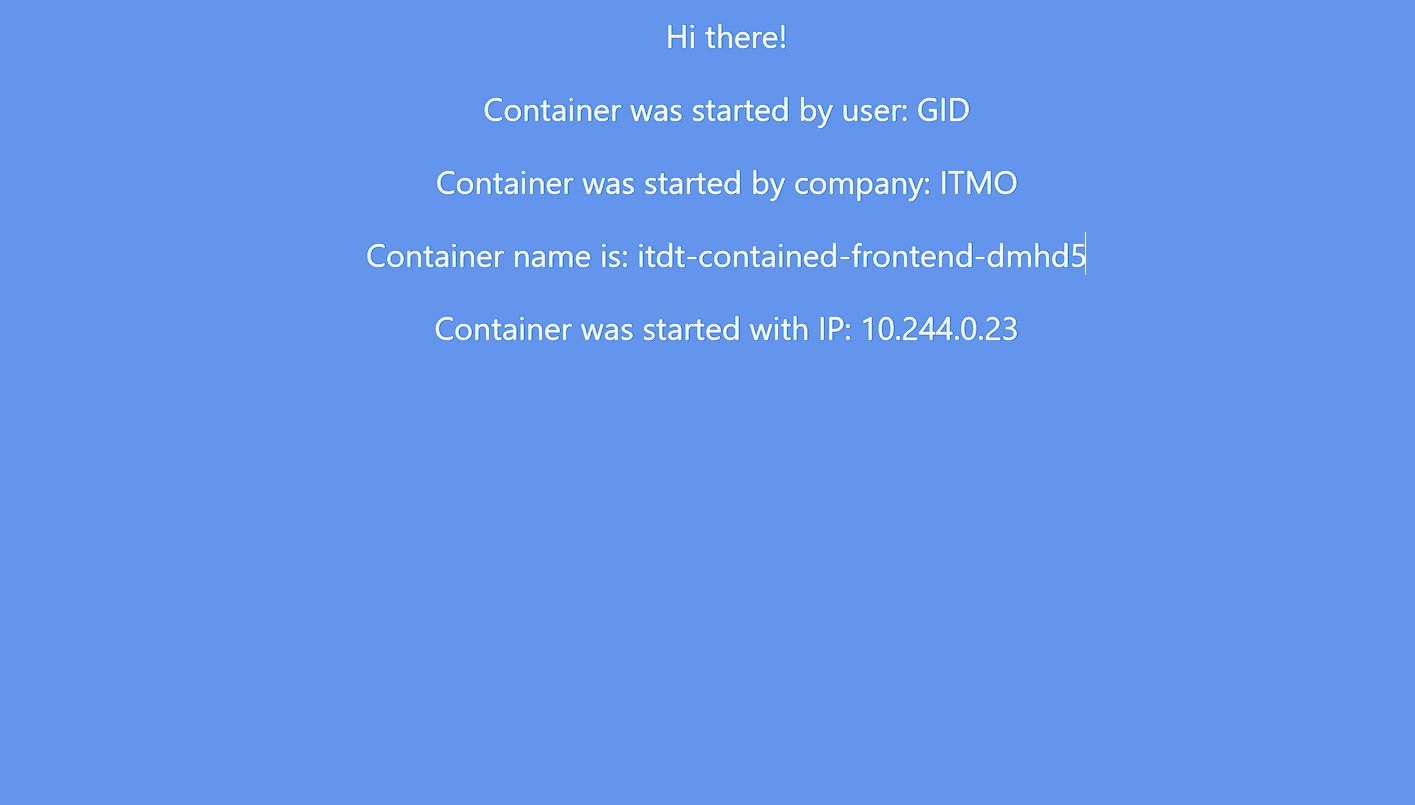 Hi there!
Container was started by user: GID
Container was started by company: ITMO
Container name is: itdt-contained-frontend-dmhd5
Container was started with IP: 10.244.0.23